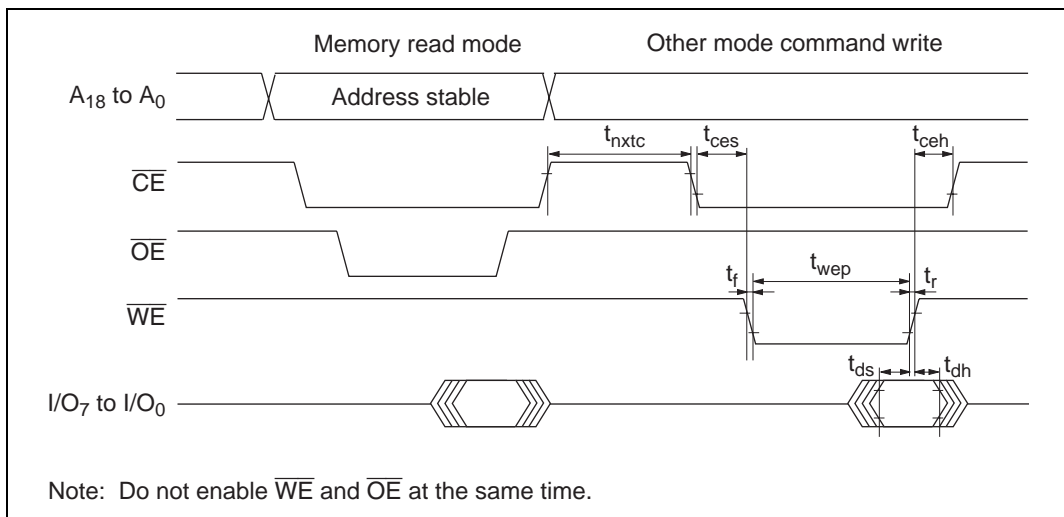 Memory read mode Other mode command write
A18 to A0 Address stable
tnxtc tces tceh
CE
OE
tf twep tr
WE
tds tdh
I/O7 to I/O0
Note: Do not enable WE and OE at the same time.